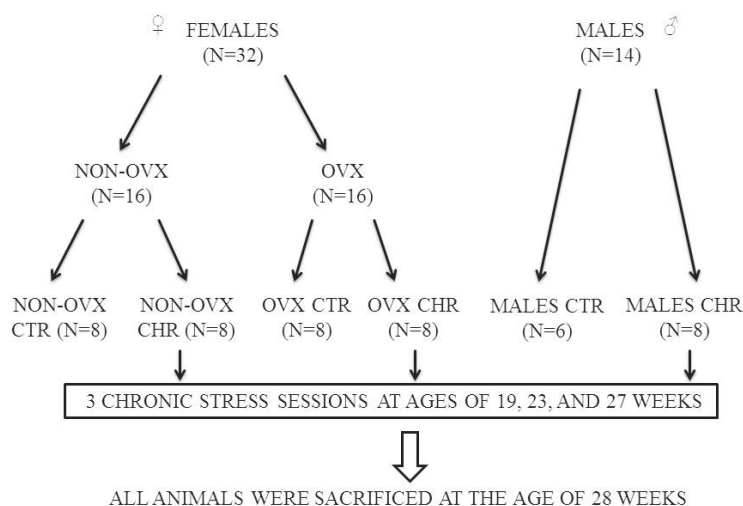 ♀ FEMALES
(N=32)
MALES ♂
(N=14)
NON-OVX
(N=16)
OVX
(N=16)
NON-OVX
CTR (N=8)
NON-OVX
CHR (N=8)
OVX CTR
(N=8)
OVX CHR
(N=8)
MALES CTR
(N=6)
MALES CHR
(N=8)
3 CHRONIC STRESS SESSIONS AT AGES OF 19, 23, AND 27 WEEKS
ALL ANIMALS WERE SACRIFICED AT THE AGE OF 28 WEEKS